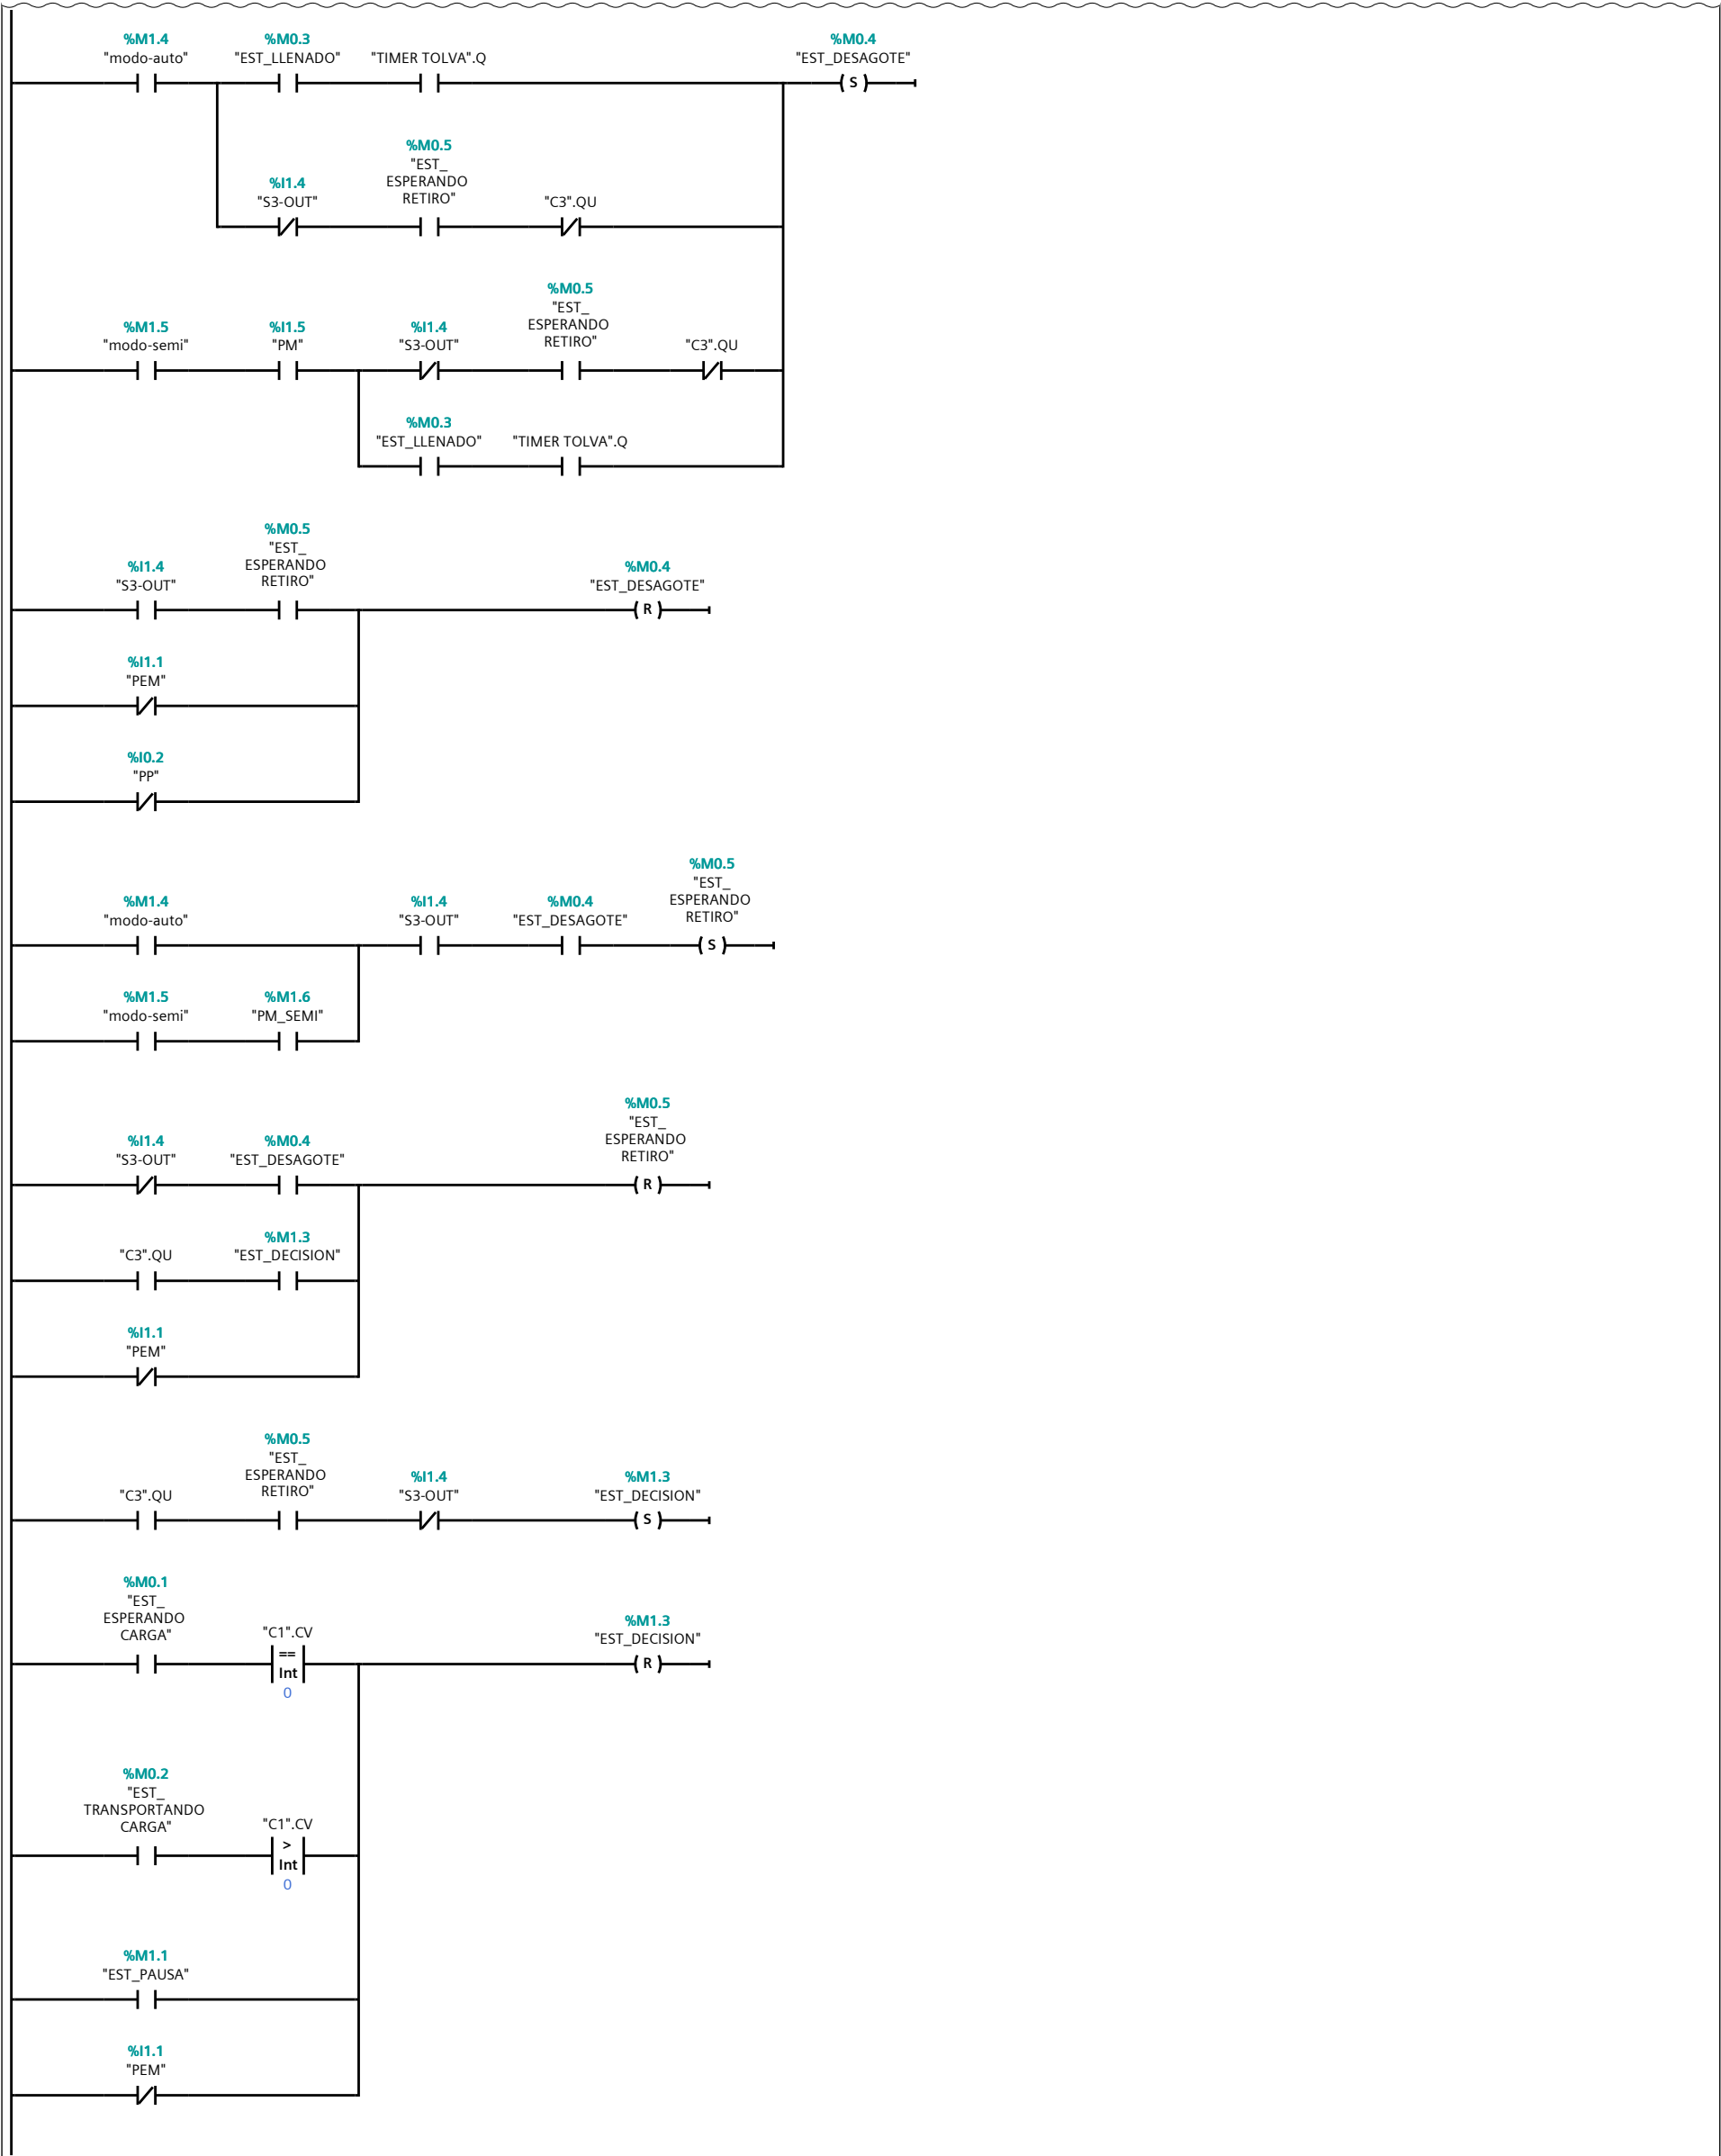 %M1.4 %M0.3 %M0.4
"modo-auto" "EST_LLENADO" "TIMER TOLVA".Q "EST_DESAGOTE"
S
%M0.5
"EST_
%I1.4 ESPERANDO
"S3-OUT" RETIRO" "C3".QU
%M0.5
"EST_
%M1.5 %I1.5 %I1.4 ESPERANDO
"modo-semi" "PM" "S3-OUT" RETIRO" "C3".QU
%M0.3
"EST_LLENADO" "TIMER TOLVA".Q
%M0.5
"EST_
%I1.4 ESPERANDO %M0.4
"S3-OUT" RETIRO" "EST_DESAGOTE"
R
%I1.1
"PEM"
%I0.2
"PP"
%M0.5
"EST_
%M1.4 %I1.4 %M0.4 ESPERANDO
"modo-auto" "S3-OUT" "EST_DESAGOTE" RETIRO"
S
%M1.5 %M1.6
"modo-semi" "PM_SEMI"
%M0.5
"EST_
%I1.4 %M0.4 ESPERANDO
"S3-OUT" "EST_DESAGOTE" RETIRO"
R
%M1.3
"C3".QU "EST_DECISION"
%I1.1
"PEM"
%M0.5
"EST_
ESPERANDO %I1.4 %M1.3
"C3".QU RETIRO" "S3-OUT" "EST_DECISION"
S
%M0.1
"EST_
ESPERANDO %M1.3
CARGA" "C1".CV "EST_DECISION"
==
R
Int
0
%M0.2
"EST_
TRANSPORTANDO
CARGA" "C1".CV
>
Int
0
%M1.1
"EST_PAUSA"
%I1.1
"PEM"